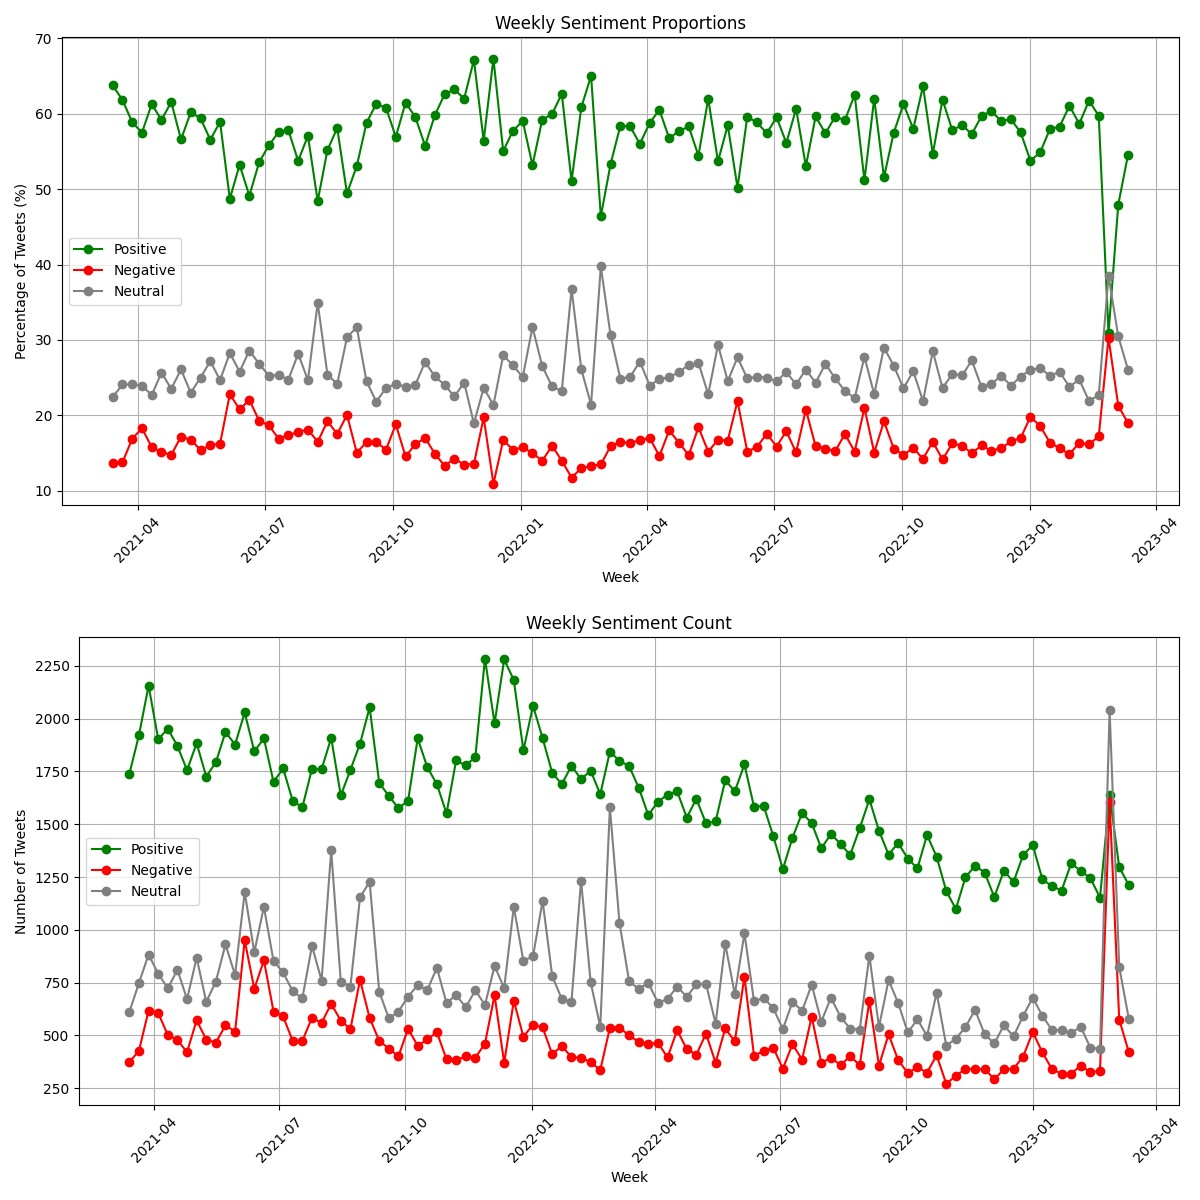 Weekly Sentiment Proportions
70
60
50
40
30
20
10
Percentage of Tweets (%)
Positive
Negative
Neutral
2021-04
2021-07
2021-10
2022-01
2022-04
2022-07
2022-10
2023-01
2023-04
Week
Weekly Sentiment Count
2250
2000
1750
1500
1250
1000
750
500
250
Number of Tweets
Positive
Negative
Neutral
2021-04
2021-07
2021-10
2022-01
2022-04
2022-07
2022-10
2023-01
2023-04
Week